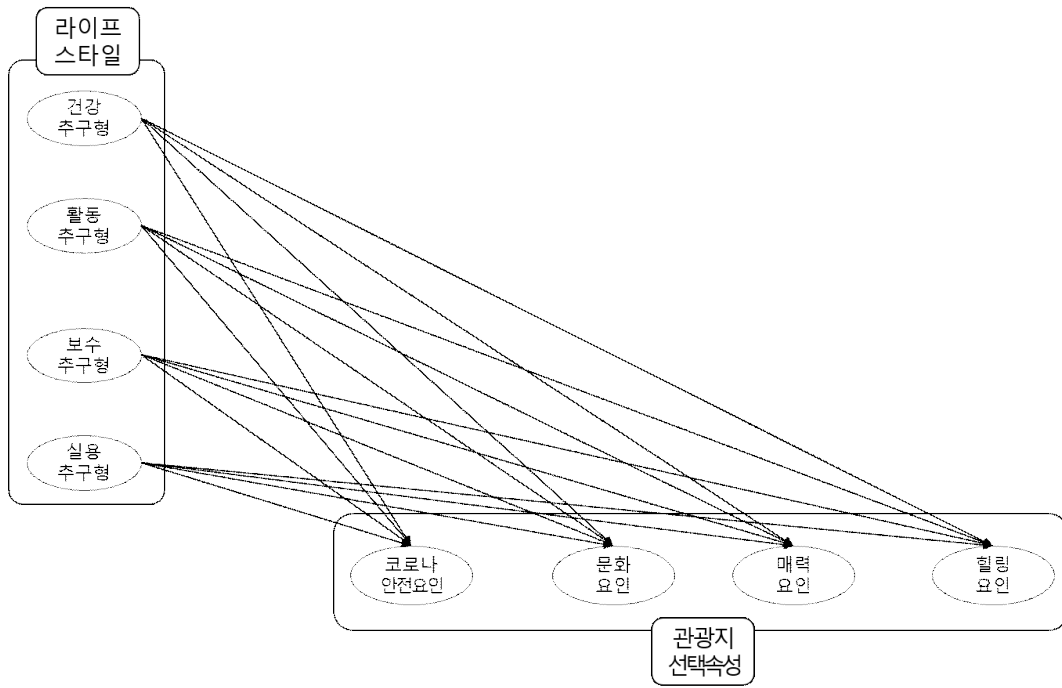 라이프
스타일
건강
추구형
활동
추구형
보수
추구형
실용
추구형
코로나
안전요인
문화
요인
매력
요인
힐링
요인
관광지
선택속성